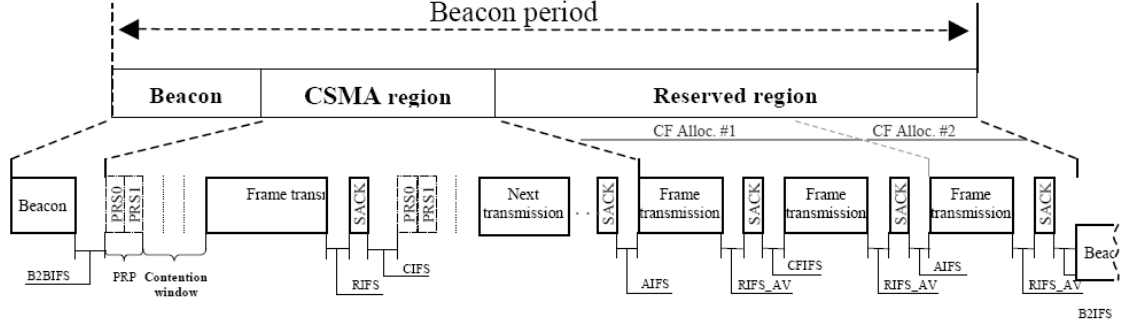 Beacon period
Beacon
CSMA region
Reserved region
CF Alloc. #1
CF Alloc. #2
Beacon
PRS0
PRS1
Frame transı
SACK
PRS0
PRS1
Next
transmission
...
SACK
Frame
transmission
SACK
Frame
transmission
SACK
Frame
transmission
SACK
Beac
B2BIFS
PRP
Contention
window
RIFS
CIFS
AIFS
RIFS_AV
CFIFS
RIFS_AV
AIFS
RIFS_AV
B2IFS